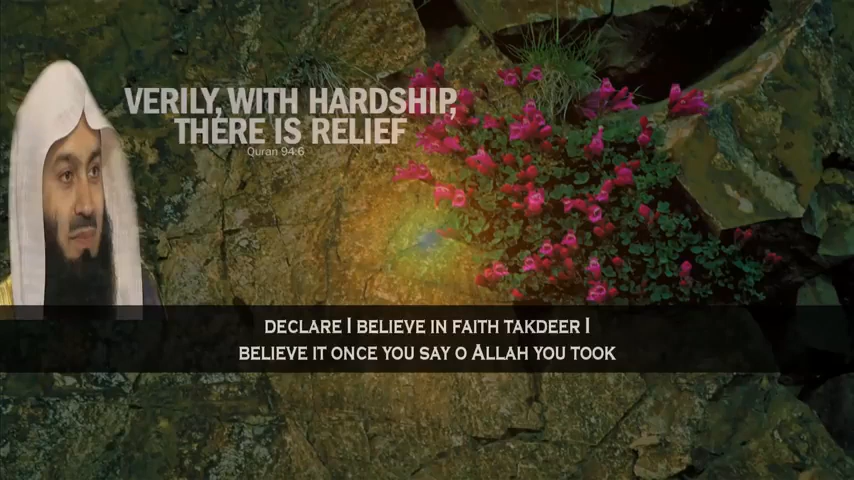 VERILY, WITH HARDSHIP,
THERE IS RELIEF
Quran 94:6
DECLARE I BELIEVE IN FAITH TAKDEER I
BELIEVE IT ONCE YOU SAY O ALLAH YOU TOOK